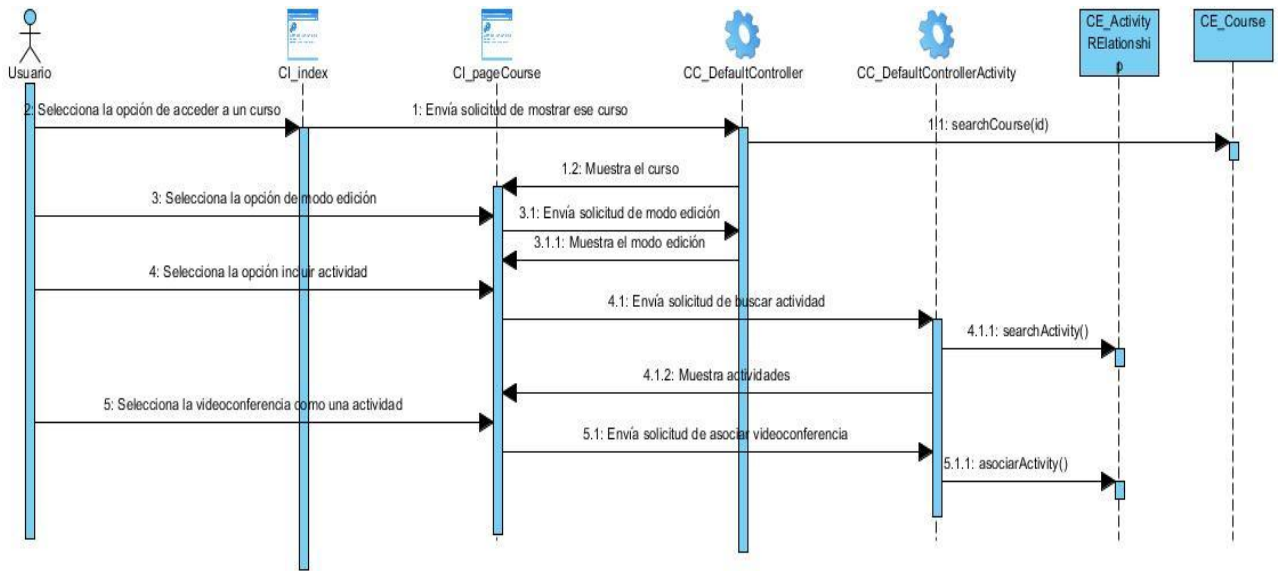 CE_Activity
RElationshi
p
CE_Course
Usuario
CI_index
CI_pageCourse
CC_DefaultController
CC_DefaultControllerActivity
2: Selecciona la opción de acceder a un curso
1: Envía solicitud de mostrar ese curso
1.1: searchCourse(id)
1.2: Muestra el curso
3: Selecciona la opción de modo edición
3.1: Envía solicitud de modo edición
3.1.1: Muestra el modo edición
4: Selecciona la opción incluir actividad
4.1: Envía solicitud de buscar actividad
4.1.1: searchActivity()
4.1.2: Muestra actividades
5: Selecciona la videoconferencia como una actividad
5.1: Envía solicitud de asociar videoconferencia
5.1.1: asociarActivity()